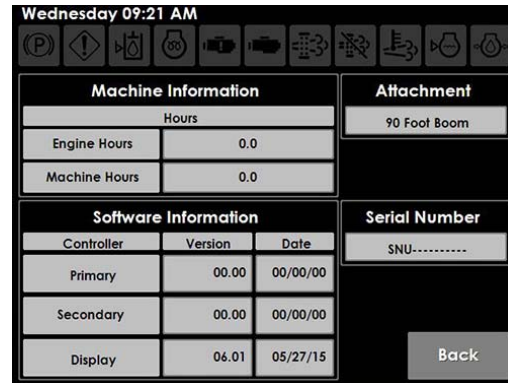 Wednesday 09:21 AM
Machine Information
Hours
Engine Hours 0.0
Machine Hours 0.0
Attachment
90 Foot Boom
Software Information
Controller Version Date
Primary 00.00 00/00/00
Secondary 00.00 00/00/00
Display 06.01 05/27/15
Serial Number
SNU----------
Back